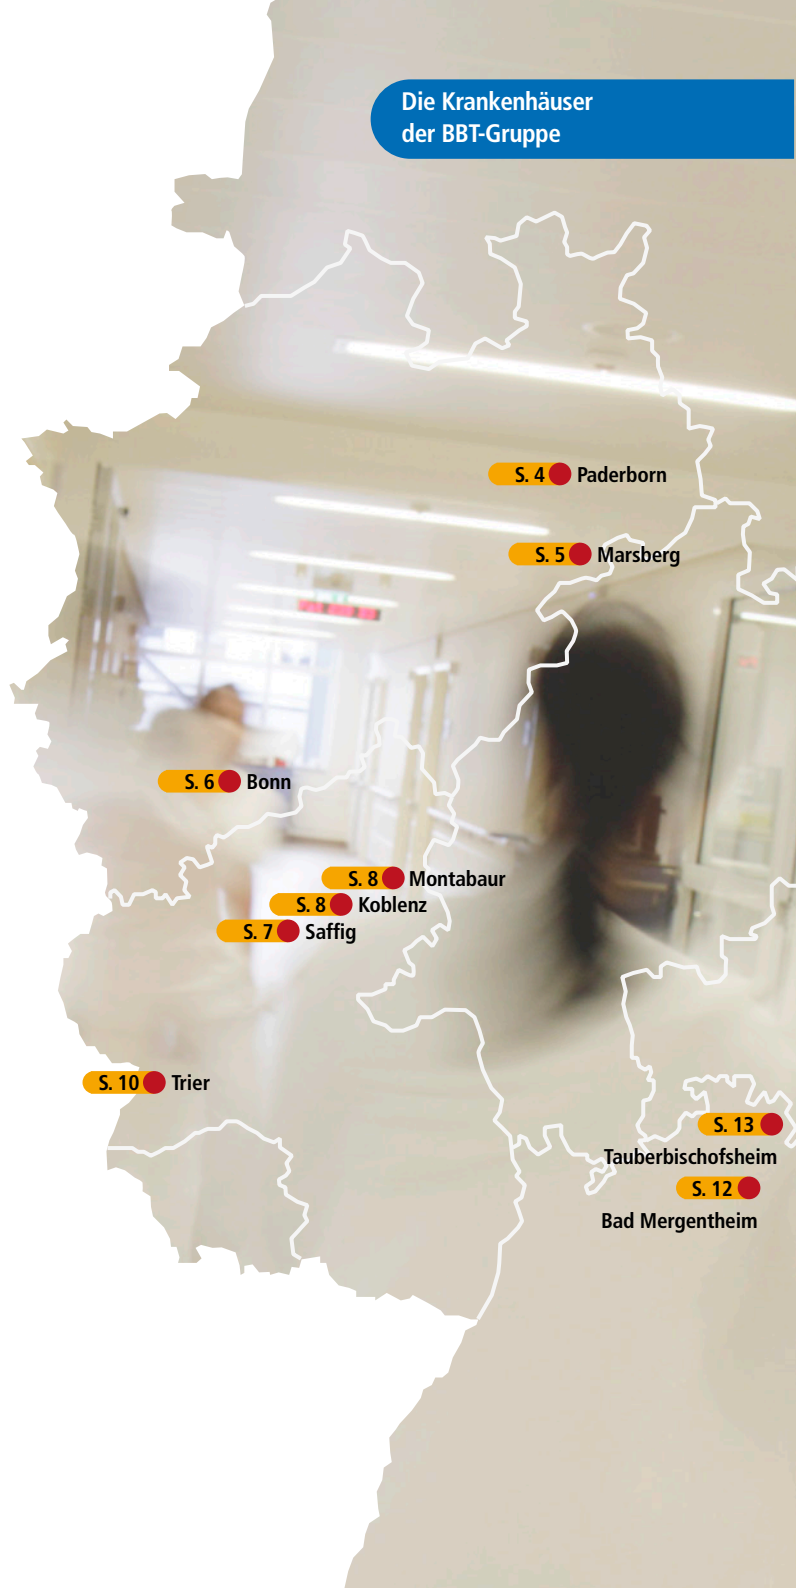 Die Krankenhäuser
der BBT-Gruppe
S. 4 Paderborn
S. 5 Marsberg
S. 6 Bonn
S. 8 Montabaur
S. 8 Koblenz
S. 7 Saffig
S. 10 Trier
S. 13
Tauberbischofsheim
S. 12
Bad Mergentheim